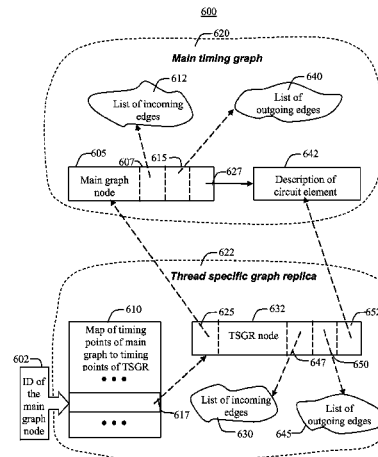 600
620
Main timing graph
612
640
List of incoming
edges
List of
outgoing edges
605
607
615
627
642
Main graph
node
Description of
circuit element
622
Thread specific graph replica
610
625
632
652
602
Map of timing
points of main
graph to timing
points of TSGR
TSGR node
647
650
ID of
the main
graph
node
617
List of incoming
edges
List of
outgoing edges
630
645